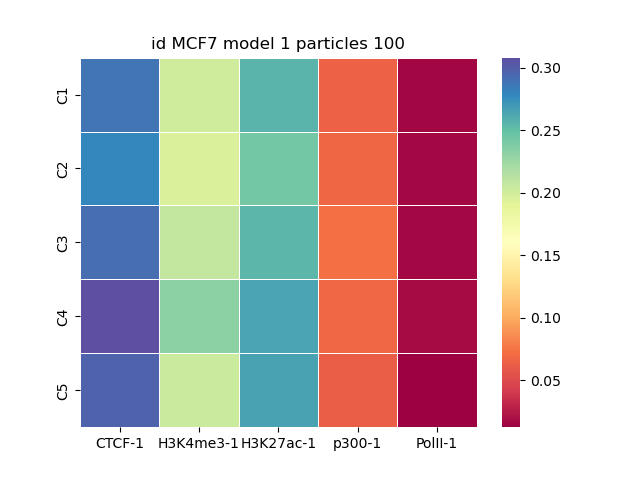 id MCF7 model 1 particles 100
C1
C2
C3
C4
C5
CTCF-1 H3K4me3-1 H3K27ac-1 p300-1 PolII-1
0.30
0.25
0.20
0.15
0.10
0.05